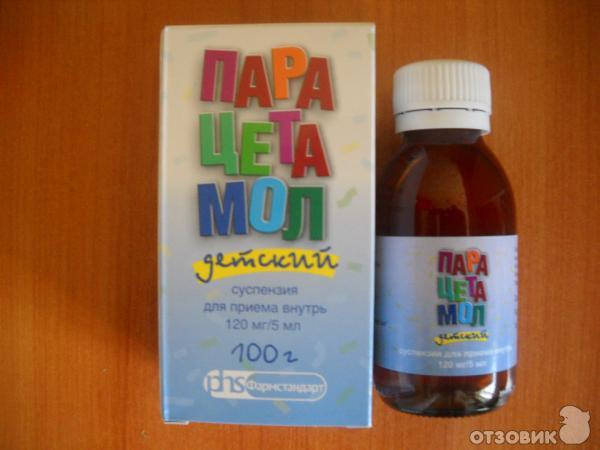 ПАРА
ЦЕТА
МОЛ
детский
суспензия
для приема внутрь
120 мг/5 мл
100 г
phs Фармстандарт
ПАРА
ЦЕТА
МОЛ
детский
суспензия для приема внутрь
120 мг/5 мл
ОТЗОВИК